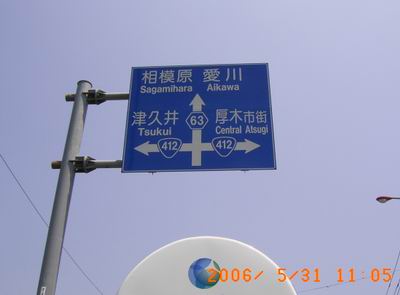 相模原 愛川
Sagamihara Aikawa
津久井 63 厚木市街
Tsukui Central Atsugi
412 412
2006/ 5/31 11:05